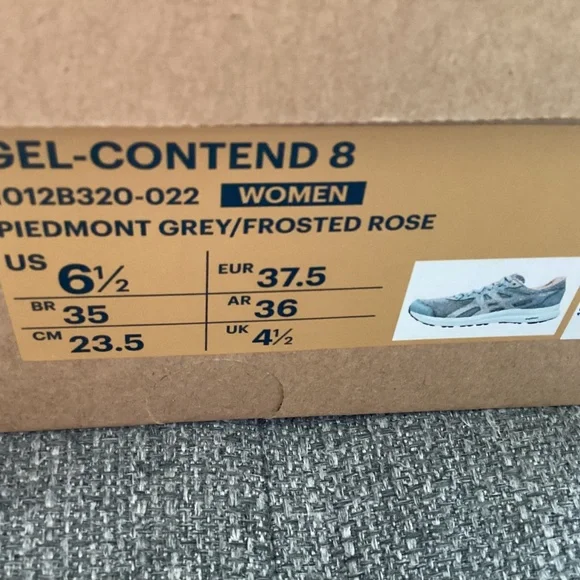 GEL-CONTEND 8
1012B320-022 WOMEN
PIEDMONT GREY/FROSTED ROSE
US 6½ EUR 37.5
BR 35 AR 36
CM 23.5 UK 4½